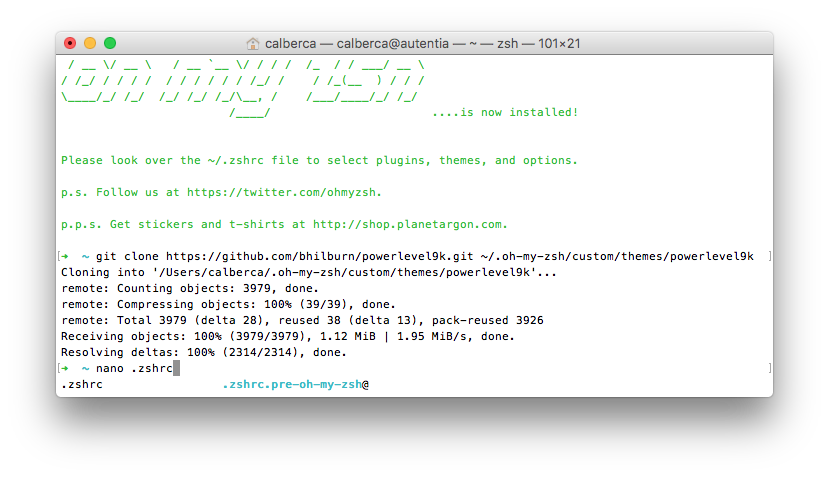 calberca — calberca@autentia — ~ — zsh — 101×21
 / __ \/ __ \   / __ `__ \/ / / /  /_  / / ___/ __ \
/ /_/ / / / /  / / / / / / /_/ /    / /_(__  ) / / /
\____/_/ /_/  /_/ /_/ /_/\__, /    /___/____/_/ /_/
                        /____/                       ....is now installed!
Please look over the ~/.zshrc file to select plugins, themes, and options.
p.s. Follow us at https://twitter.com/ohmyzsh.
p.p.s. Get stickers and t-shirts at http://shop.planetargon.com.
[➜  ~ git clone https://github.com/bhilburn/powerlevel9k.git ~/.oh-my-zsh/custom/themes/powerlevel9k  ]
Cloning into '/Users/calberca/.oh-my-zsh/custom/themes/powerlevel9k'...
remote: Counting objects: 3979, done.
remote: Compressing objects: 100% (39/39), done.
remote: Total 3979 (delta 28), reused 38 (delta 13), pack-reused 3926
Receiving objects: 100% (3979/3979), 1.12 MiB | 1.95 MiB/s, done.
Resolving deltas: 100% (2314/2314), done.
[➜  ~ nano .zshrc ]
.zshrc                 .zshrc.pre-oh-my-zsh@